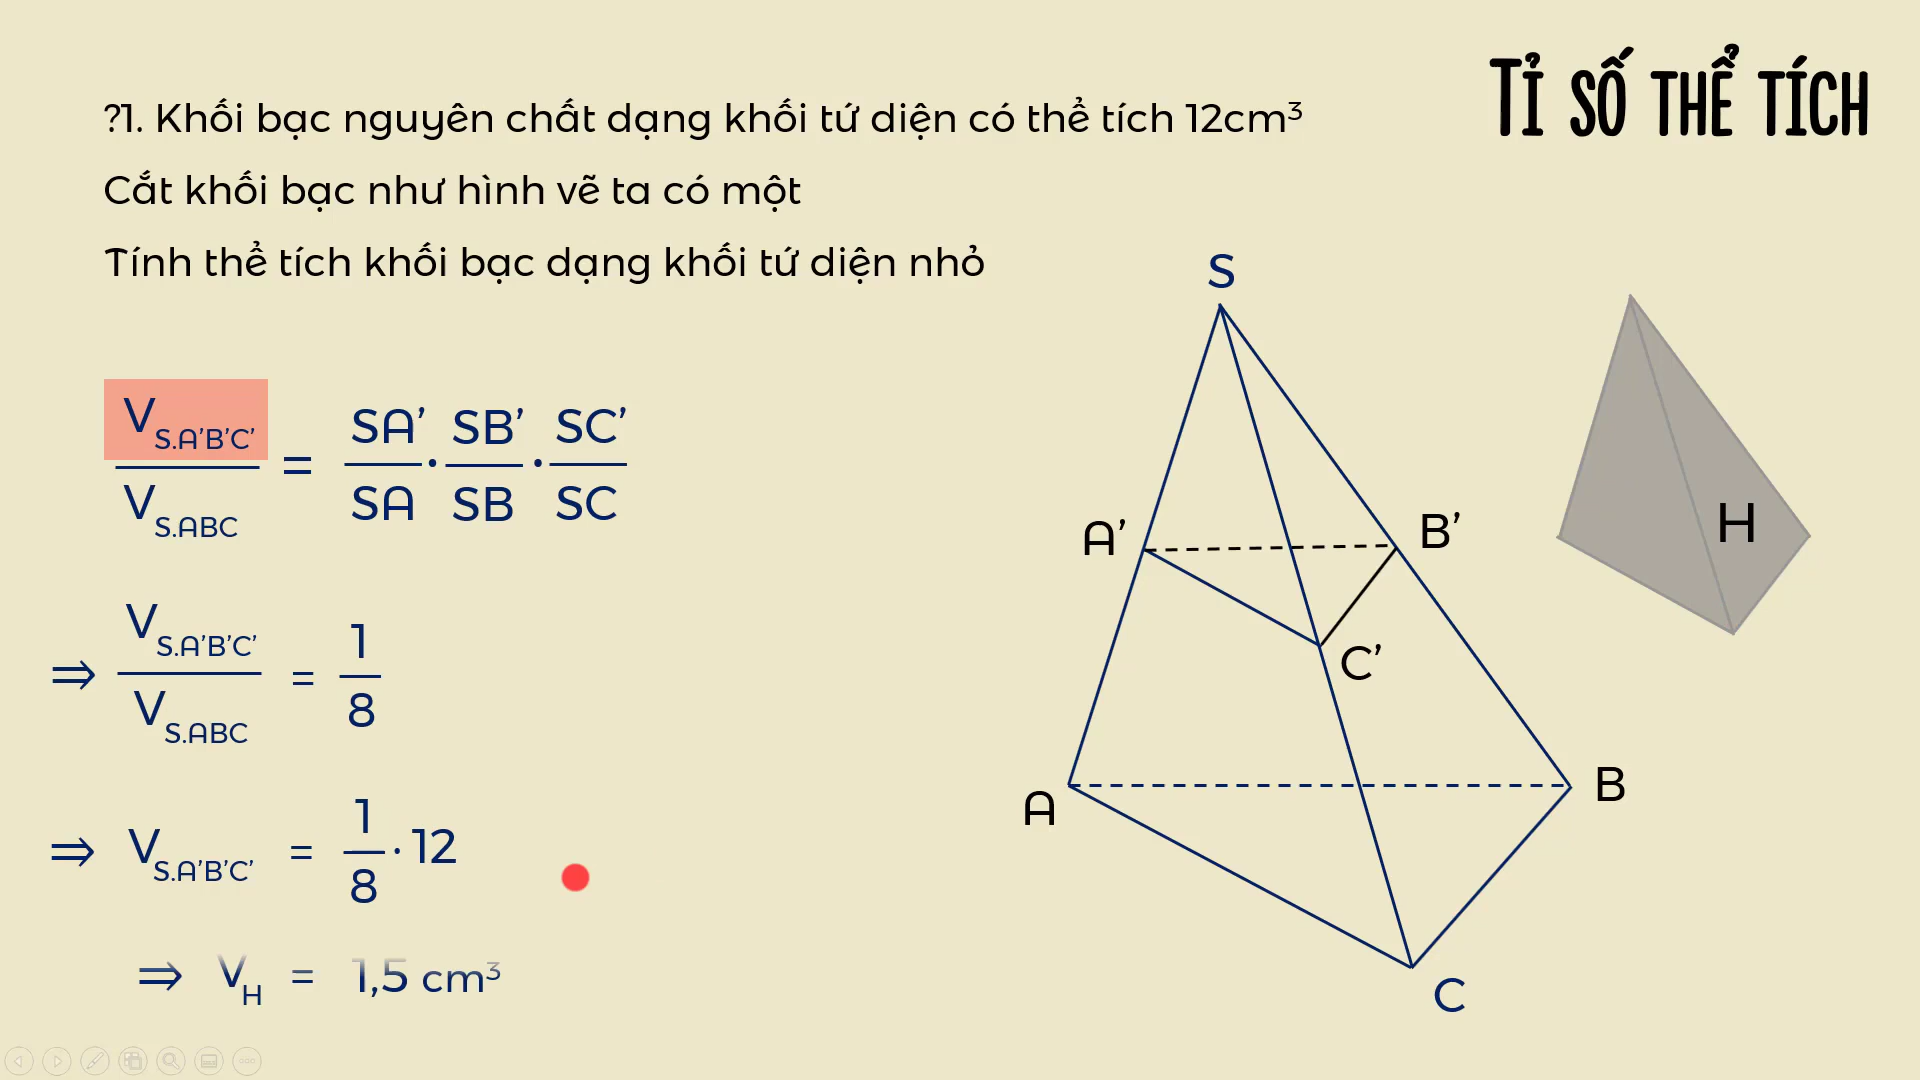 TỈ SỐ THỂ TÍCH
?1. Khối bạc nguyên chất dạng khối tứ diện có thể tích 12cm³
Cắt khối bạc như hình vẽ ta có một
Tính thể tích khối bạc dạng khối tứ diện nhỏ
V_S.A’B’C’ / V_S.ABC = SA’/SA · SB’/SB · SC’/SC
⇒ V_S.A’B’C’ / V_S.ABC = 1/8
⇒ V_S.A’B’C’ = 1/8 · 12
⇒ V_H = 1,5 cm³
S
A’
B’
C’
A
B
C
H